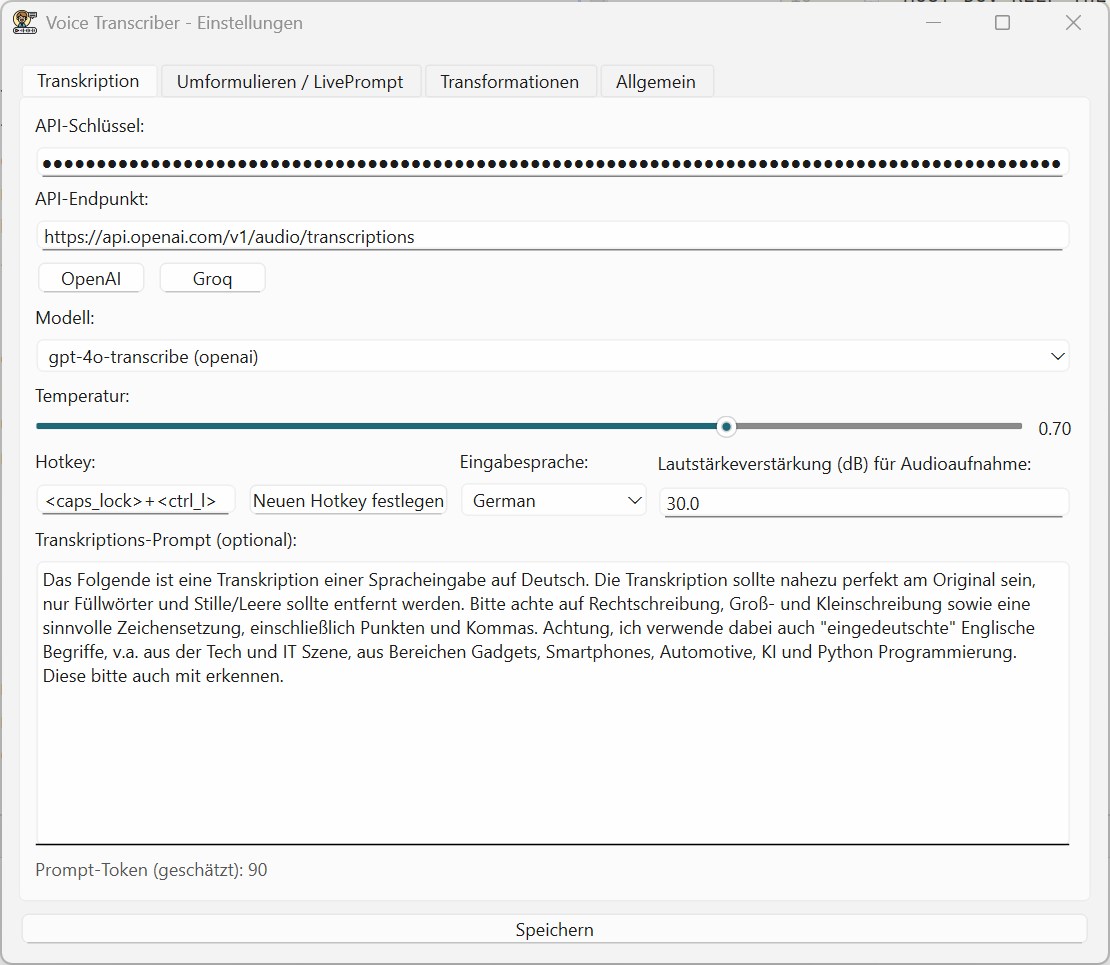 Voice Transcriber - Einstellungen
Transkription
Umformulieren / LivePrompt
Transformationen
Allgemein
API-Schlüssel:
API-Endpunkt:
https://api.openai.com/v1/audio/transcriptions
OpenAI
Groq
Modell:
gpt-4o-transcribe (openai)
Temperatur:
0.70
Hotkey:
Eingabesprache:
Lautstärkeverstärkung (dB) für Audioaufnahme:
<caps_lock>+<ctrl_l>
Neuen Hotkey festlegen
German
30.0
Transkriptions-Prompt (optional):
Das Folgende ist eine Transkription einer Spracheingabe auf Deutsch. Die Transkription sollte nahezu perfekt am Original sein,
nur Füllwörter und Stille/Leere sollte entfernt werden. Bitte achte auf Rechtschreibung, Groß- und Kleinschreibung sowie eine
sinnvolle Zeichensetzung, einschließlich Punkten und Kommas. Achtung, ich verwende dabei auch "eingedeutschte" Englische
Begriffe, v.a. aus der Tech und IT Szene, aus Bereichen Gadgets, Smartphones, Automotive, KI und Python Programmierung.
Diese bitte auch mit erkennen.
Prompt-Token (geschätzt): 90
Speichern